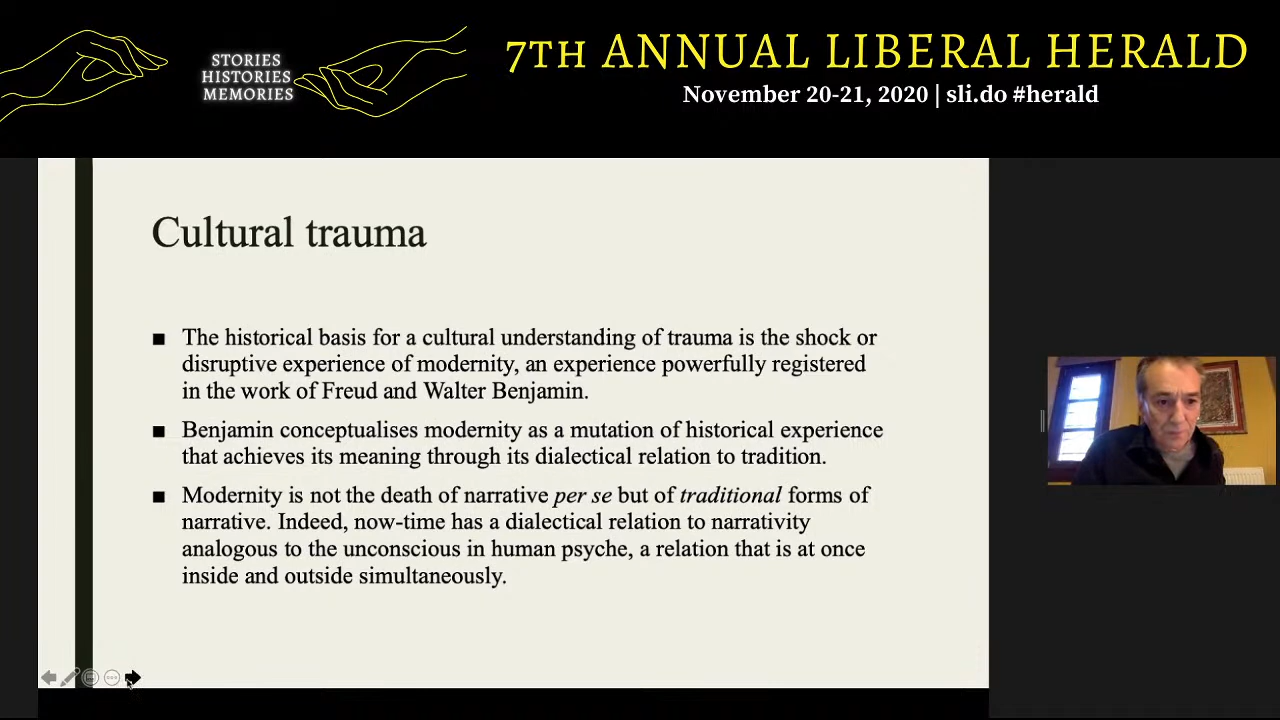 STORIES
HISTORIES
MEMORIES
7TH ANNUAL LIBERAL HERALD
November 20-21, 2020 | sli.do #herald
Cultural trauma
■ The historical basis for a cultural understanding of trauma is the shock or
disruptive experience of modernity, an experience powerfully registered
in the work of Freud and Walter Benjamin.
■ Benjamin conceptualises modernity as a mutation of historical experience
that achieves its meaning through its dialectical relation to tradition.
■ Modernity is not the death of narrative per se but of traditional forms of
narrative. Indeed, now-time has a dialectical relation to narrativity
analogous to the unconscious in human psyche, a relation that is at once
inside and outside simultaneously.